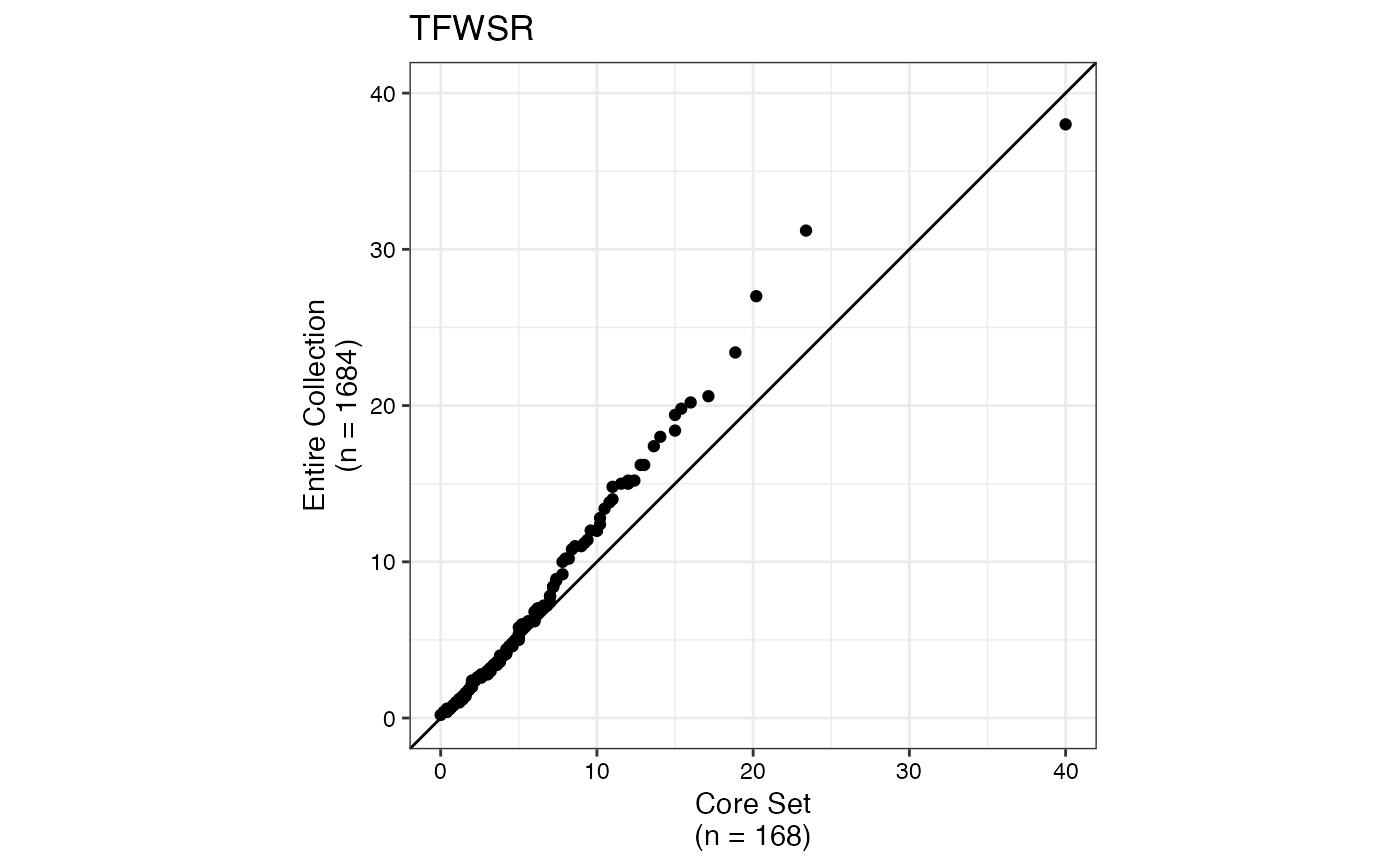 TFWSR
40
30
20
10
0
Entire Collection
(n = 1684)
0 10 20 30 40
Core Set
(n = 168)